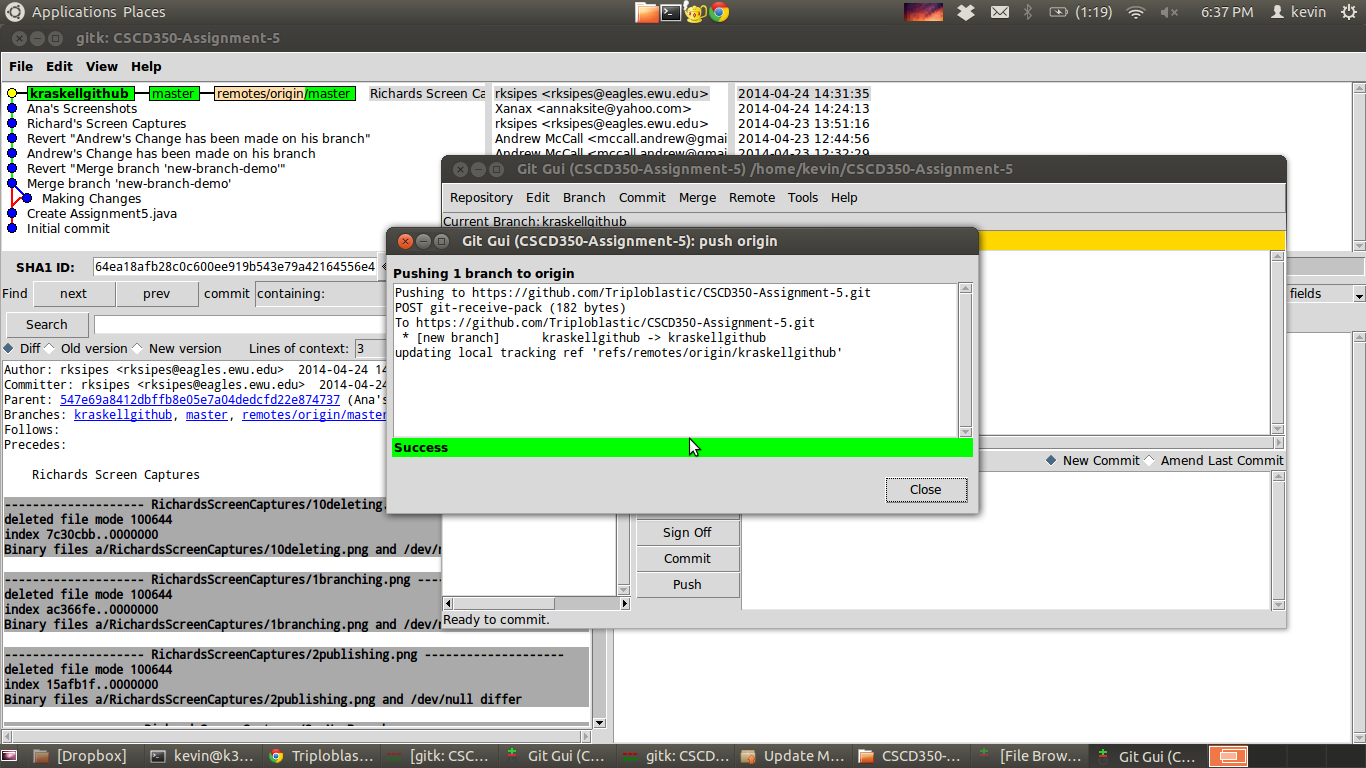 Applications Places
(1:19)
6:37 PM
kevin
gitk: CSCD350-Assignment-5
File Edit View Help
kraskellgithub master remotes/origin/master Richards Screen Ca
Ana's Screenshots
Richard's Screen Captures
Revert "Andrew's Change has been made on his branch"
Andrew's Change has been made on his branch
Revert "Merge branch 'new-branch-demo'"
Merge branch 'new-branch-demo'
Making Changes
Create Assignment5.java
Initial commit
rksipes <rksipes@eagles.ewu.edu>
Xanax <annaksite@yahoo.com>
rksipes <rksipes@eagles.ewu.edu>
Andrew McCall <mccall.andrew@gmai
Andrew McCall <mccall.andrew@gmai
2014-04-24 14:31:35
2014-04-24 14:24:13
2014-04-23 13:51:16
2014-04-23 12:44:56
2014-04-23 12:32:29
SHA1 ID: 64ea18afb28c0c600ee919b543e79a42164556e4
Find next prev commit containing:
fields
Search
Diff Old version New version Lines of context: 3
Author: rksipes <rksipes@eagles.ewu.edu> 2014-04-24 14
Committer: rksipes <rksipes@eagles.ewu.edu> 2014-04-24
Parent: 547e69a8412dbffb8e05e7a04dedcfd22e874737 (Ana's
Branches: kraskellgithub, master, remotes/origin/master
Follows:
Precedes:
Richards Screen Captures
-------------------- RichardsScreenCaptures/10deleting.
deleted file mode 100644
index 7c30cbb..0000000
Binary files a/RichardsScreenCaptures/10deleting.png and /dev/n
-------------------- RichardsScreenCaptures/1branching.png ----
deleted file mode 100644
index ac366fe..0000000
Binary files a/RichardsScreenCaptures/1branching.png and /dev/n
-------------------- RichardsScreenCaptures/2publishing.png --------------------
deleted file mode 100644
index 15afb1f..0000000
Binary files a/RichardsScreenCaptures/2publishing.png and /dev/null differ
Git Gui (CSCD350-Assignment-5) /home/kevin/CSCD350-Assignment-5
Repository Edit Branch Commit Merge Remote Tools Help
Current Branch: kraskellgithub
Git Gui (CSCD350-Assignment-5): push origin
Pushing 1 branch to origin
Pushing to https://github.com/Triploblastic/CSCD350-Assignment-5.git
POST git-receive-pack (182 bytes)
To https://github.com/Triploblastic/CSCD350-Assignment-5.git
* [new branch] kraskellgithub -> kraskellgithub
updating local tracking ref 'refs/remotes/origin/kraskellgithub'
Success
Close
New Commit Amend Last Commit
Sign Off
Commit
Push
Ready to commit.
[Dropbox]
kevin@k3...
Triploblas...
[gitk: CSC...
Git Gui (C...
gitk: CSCD...
Update M...
CSCD350-...
[File Brow...
Git Gui (C...